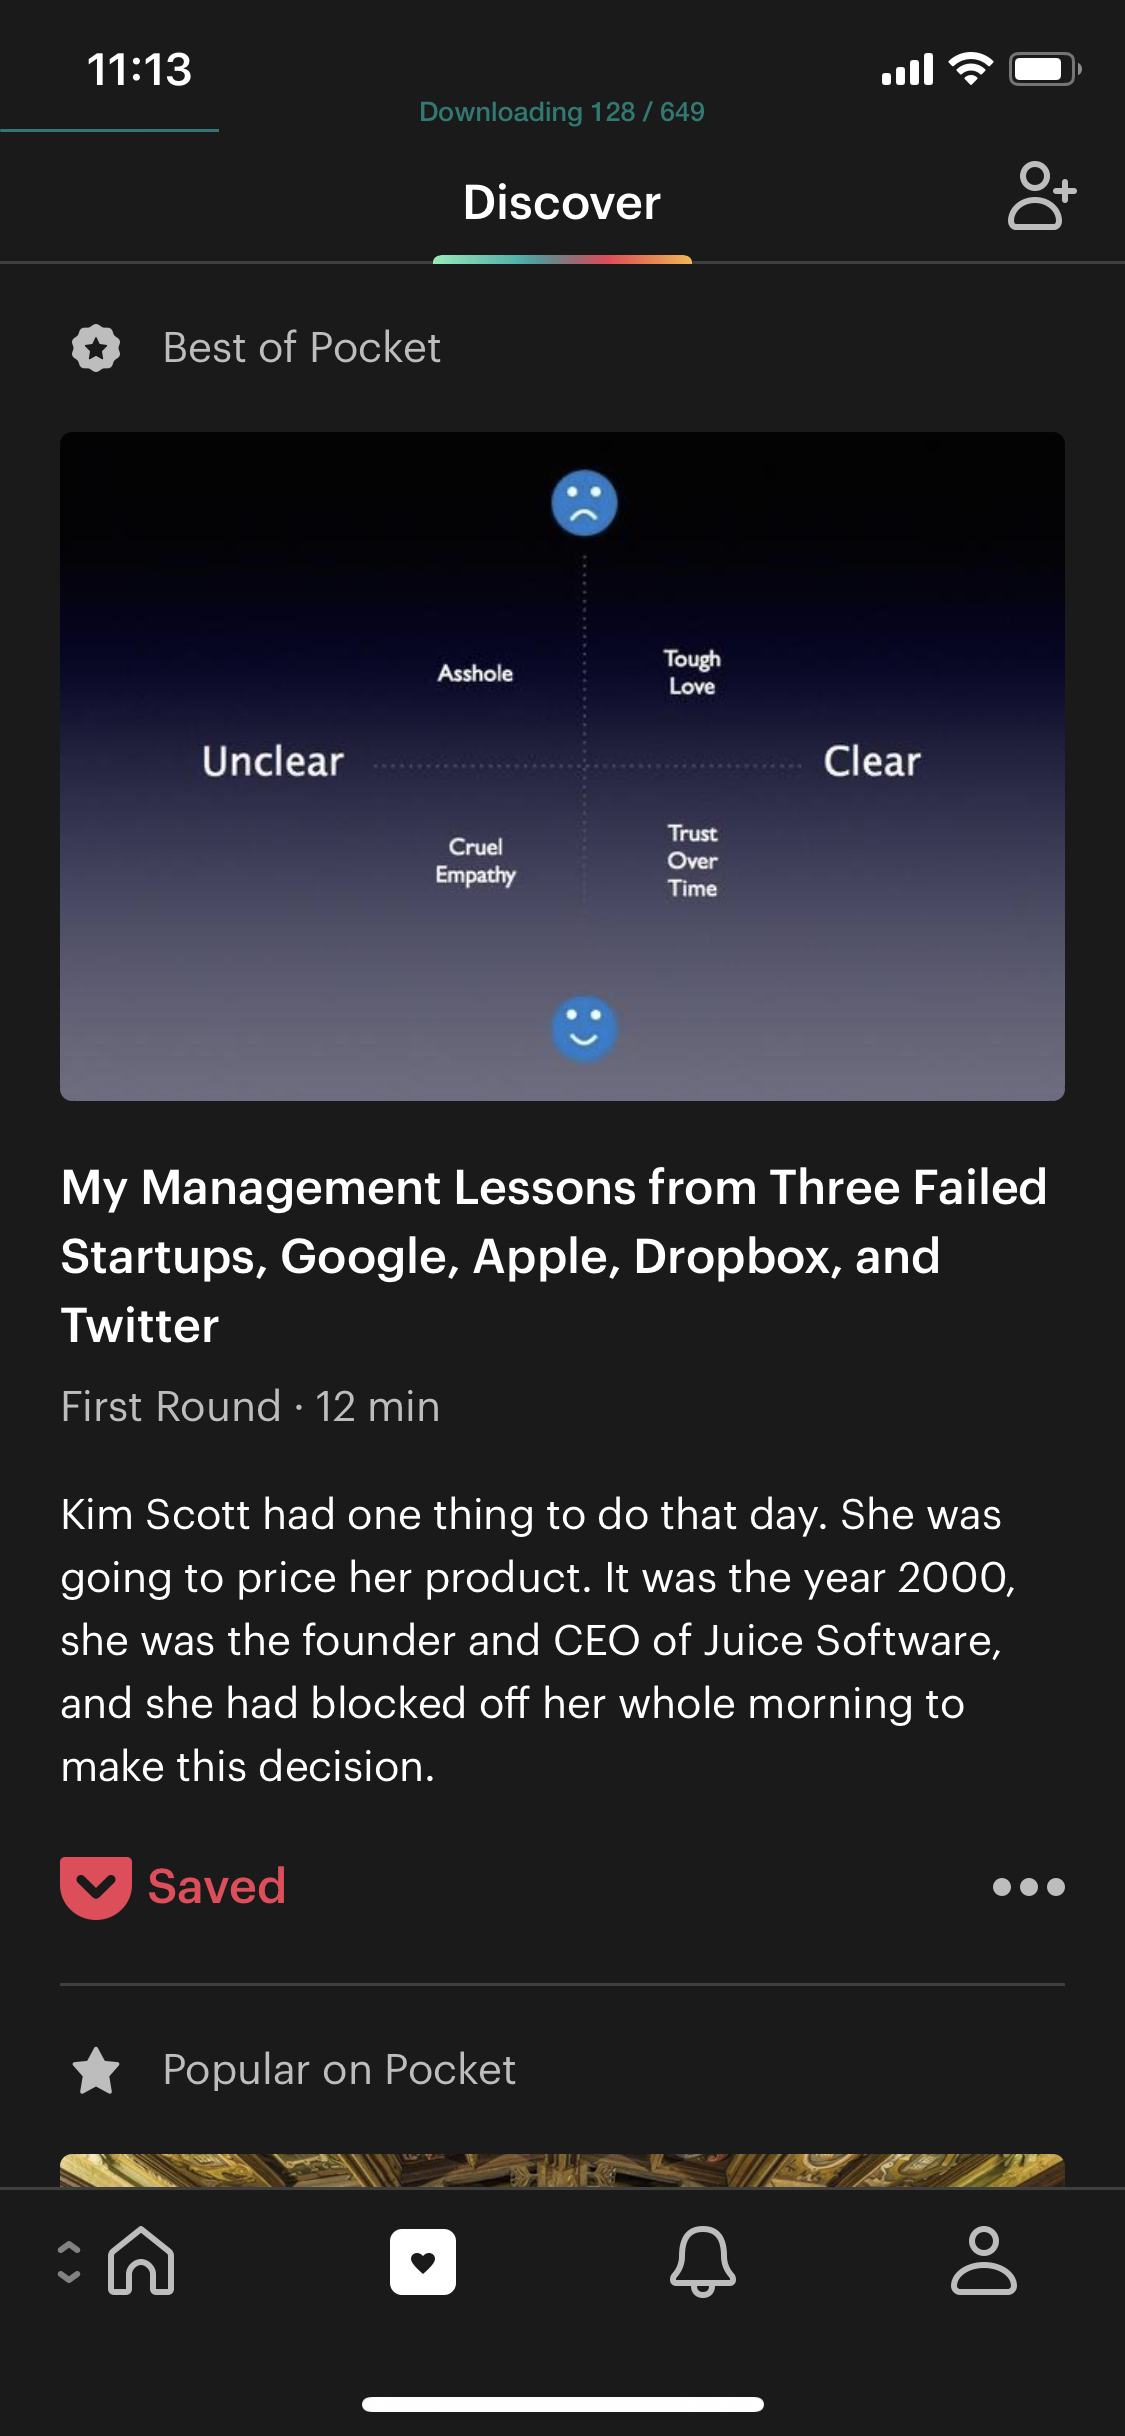 11:13
Downloading 128 / 649
Discover
Best of Pocket
Asshole
Tough
Love
Unclear
Clear
Cruel
Empathy
Trust
Over
Time
My Management Lessons from Three Failed
Startups, Google, Apple, Dropbox, and
Twitter
First Round · 12 min
Kim Scott had one thing to do that day. She was
going to price her product. It was the year 2000,
she was the founder and CEO of Juice Software,
and she had blocked off her whole morning to
make this decision.
Saved
Popular on Pocket